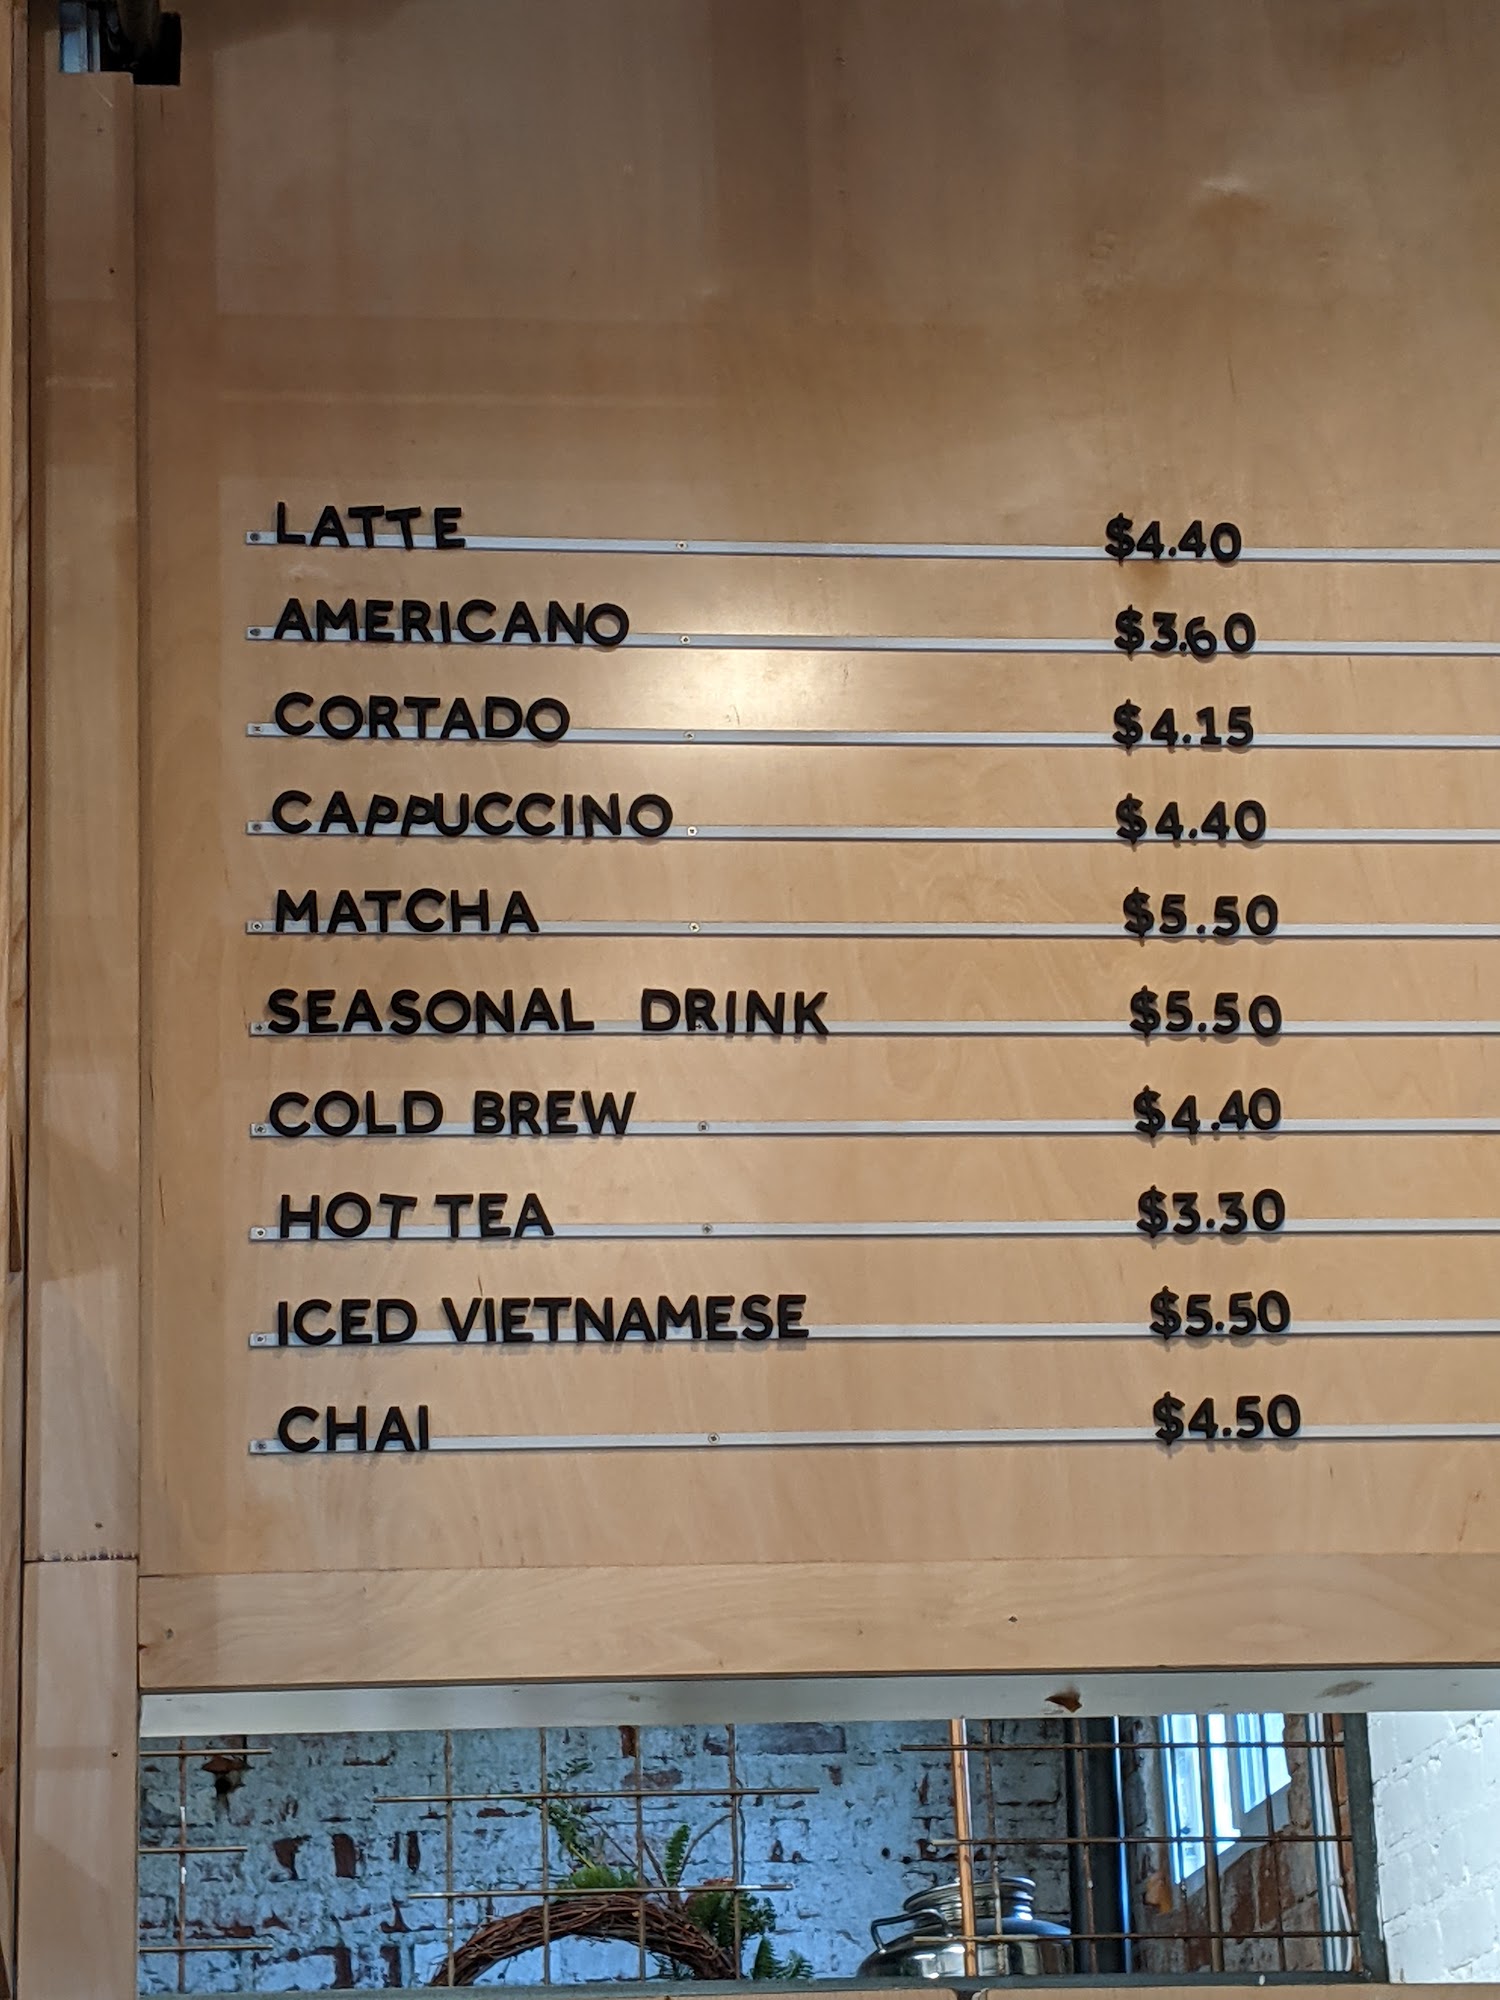 LATTE $4.40
AMERICANO $3.60
CORTADO $4.15
CAPPUCCINO $4.40
MATCHA $5.50
SEASONAL DRINK $5.50
COLD BREW $4.40
HOT TEA $3.30
ICED VIETNAMESE $5.50
CHAI $4.50